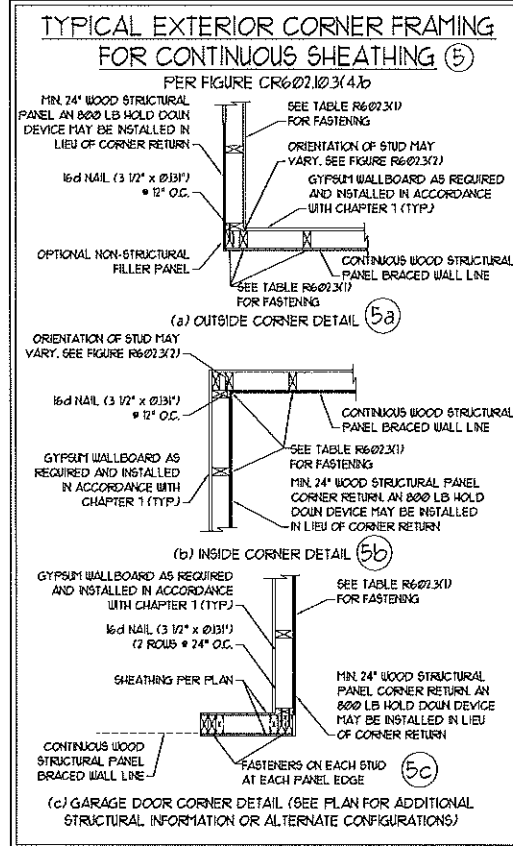 TYPICAL EXTERIOR CORNER FRAMING
FOR CONTINUOUS SHEATHING 5
PER FIGURE CR602.10.3(4)b
MIN. 24" WOOD STRUCTURAL
PANEL AN 800 LB HOLD DOWN
DEVICE MAY BE INSTALLED IN
LIEU OF CORNER RETURN
16d NAIL (3 1/2" x 0.131")
@ 12" O.C.
OPTIONAL NON-STRUCTURAL
FILLER PANEL
SEE TABLE R602.3(1)
FOR FASTENING
ORIENTATION OF STUD MAY
VARY. SEE FIGURE R602.3(2)
GYPSUM WALLBOARD AS REQUIRED
AND INSTALLED IN ACCORDANCE
WITH CHAPTER 7 (TYP.)
CONTINUOUS WOOD STRUCTURAL
PANEL BRACED WALL LINE
SEE TABLE R602.3(1)
FOR FASTENING
(a) OUTSIDE CORNER DETAIL 5a
ORIENTATION OF STUD MAY
VARY. SEE FIGURE R602.3(2)
16d NAIL (3 1/2" x 0.131")
@ 12" O.C.
GYPSUM WALLBOARD AS
REQUIRED AND INSTALLED
IN ACCORDANCE WITH
CHAPTER 7 (TYP.)
CONTINUOUS WOOD STRUCTURAL
PANEL BRACED WALL LINE
SEE TABLE R602.3(1)
FOR FASTENING
MIN. 24" WOOD STRUCTURAL PANEL
CORNER RETURN. AN 800 LB HOLD
DOWN DEVICE MAY BE INSTALLED
IN LIEU OF CORNER RETURN
(b) INSIDE CORNER DETAIL 5b
GYPSUM WALLBOARD AS REQUIRED
AND INSTALLED IN ACCORDANCE
WITH CHAPTER 7 (TYP.)
16d NAIL (3 1/2" x 0.131")
(2 ROWS @ 24" O.C.
SHEATHING PER PLAN
SEE TABLE R602.3(1)
FOR FASTENING
MIN. 24" WOOD STRUCTURAL
PANEL CORNER RETURN. AN
800 LB HOLD DOWN DEVICE
MAY BE INSTALLED IN LIEU
OF CORNER RETURN
CONTINUOUS WOOD
STRUCTURAL PANEL
BRACED WALL LINE
FASTENERS ON EACH STUD
AT EACH PANEL EDGE
5c
(c) GARAGE DOOR CORNER DETAIL (SEE PLAN FOR ADDITIONAL
STRUCTURAL INFORMATION OR ALTERNATE CONFIGURATIONS)